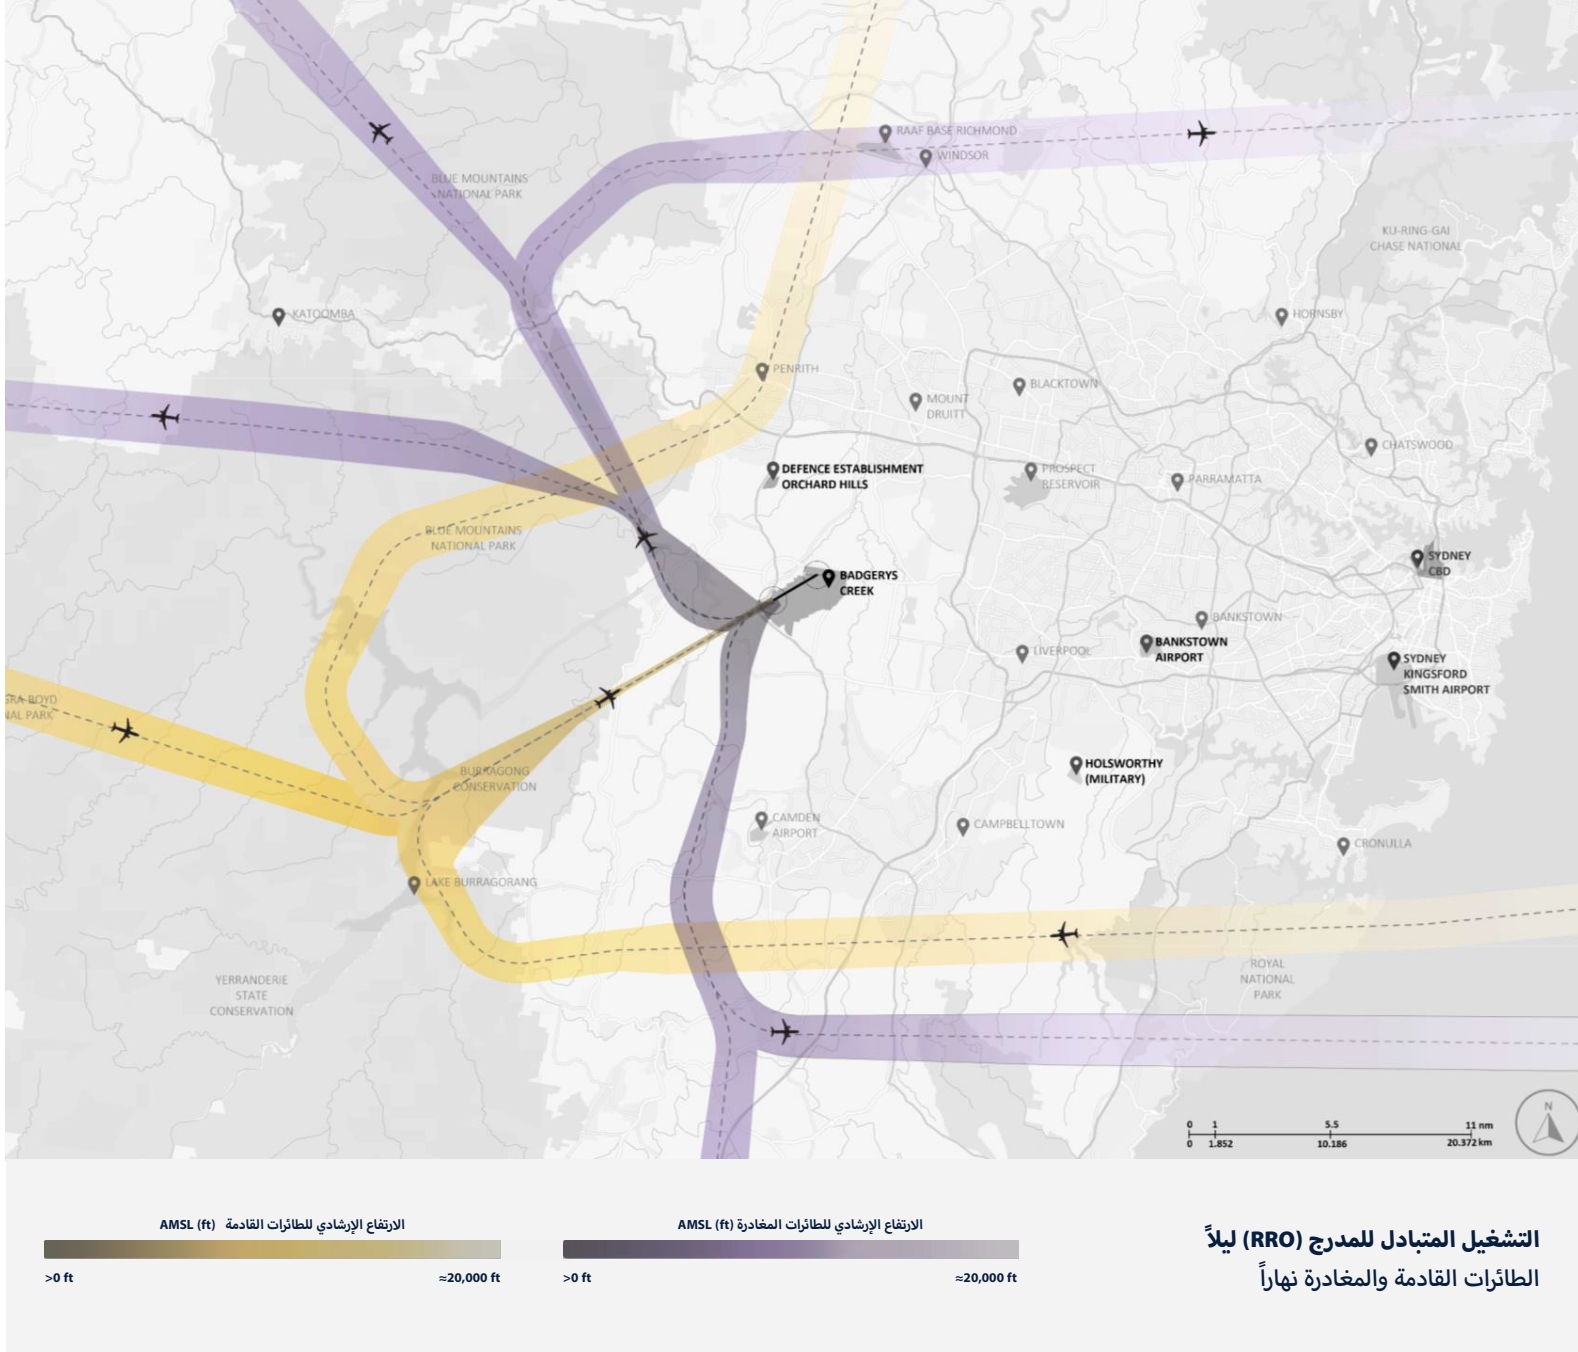 RAAF BASE RICHMOND
WINDSOR
BLUE MOUNTAINS
NATIONAL PARK
KU-RING-GAI
CHASE NATIONAL
KATOOMBA
HORNSBY
PENRITH
BLACKTOWN
MOUNT
DRUITT
CHATSWOOD
DEFENCE ESTABLISHMENT
ORCHARD HILLS
PROSPECT
RESERVOIR
PARRAMATTA
BLUE MOUNTAINS
NATIONAL PARK
SYDNEY
CBD
BADGERYS
CREEK
BANKSTOWN
BANKSTOWN
AIRPORT
LIVERPOOL
SYDNEY
KINGSFORD
SMITH AIRPORT
GRA-BOYD
NAL PARK
BURRAGONG
CONSERVATION
HOLSWORTHY
(MILITARY)
CAMDEN
AIRPORT
CAMPBELLTOWN
CRONULLA
LAKE BURRAGORANG
YERRANDERIE
STATE
CONSERVATION
ROYAL
NATIONAL
PARK
N
0 1 5.5 11 nm
0 1.852 10.186 20.372 km
التشغيل المتبادل للمدرج (RRO) ليلاً
الطائرات القادمة والمغادرة نهاراً
الارتفاع الإرشادي للطائرات المغادرة AMSL (ft)
>0 ft ≈20,000 ft
الارتفاع الإرشادي للطائرات القادمة AMSL (ft)
>0 ft ≈20,000 ft